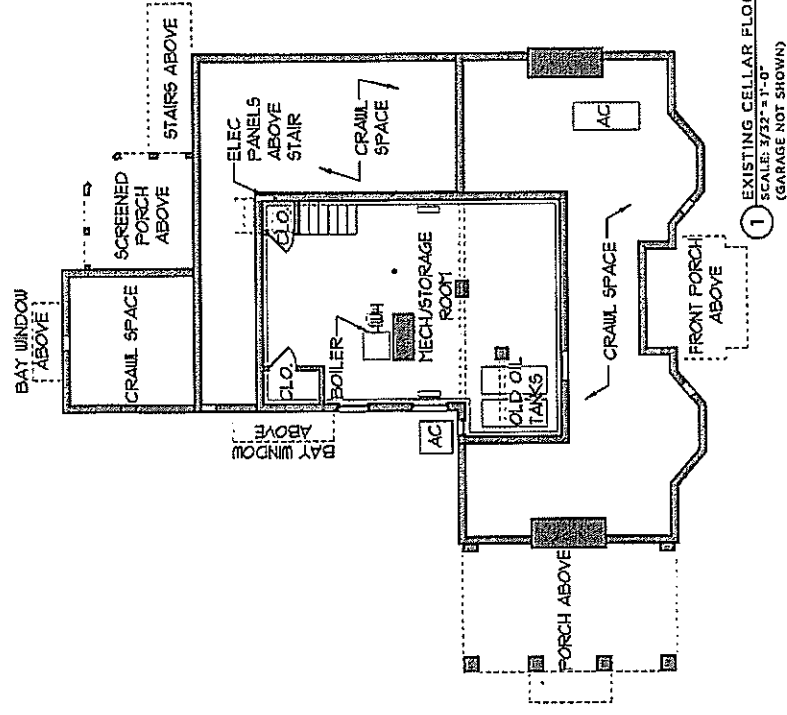 BAY WINDOW
ABOVE
SCREENED
PORCH
ABOVE
STAIRS ABOVE
CRAWL SPACE
ELEC
PANELS
ABOVE
STAIR
CRAWL
SPACE
BAY WINDOW
ABOVE
CLO.
CLO.
BOILER
HWH
MECH/STORAGE
ROOM
AC
OLD OIL
TANKS
AC
CRAWL SPACE
PORCH ABOVE
FRONT PORCH
ABOVE
1
EXISTING CELLAR
SCALE: 3/32" = 1'-0"
(GARAGE NOT SHOWN)